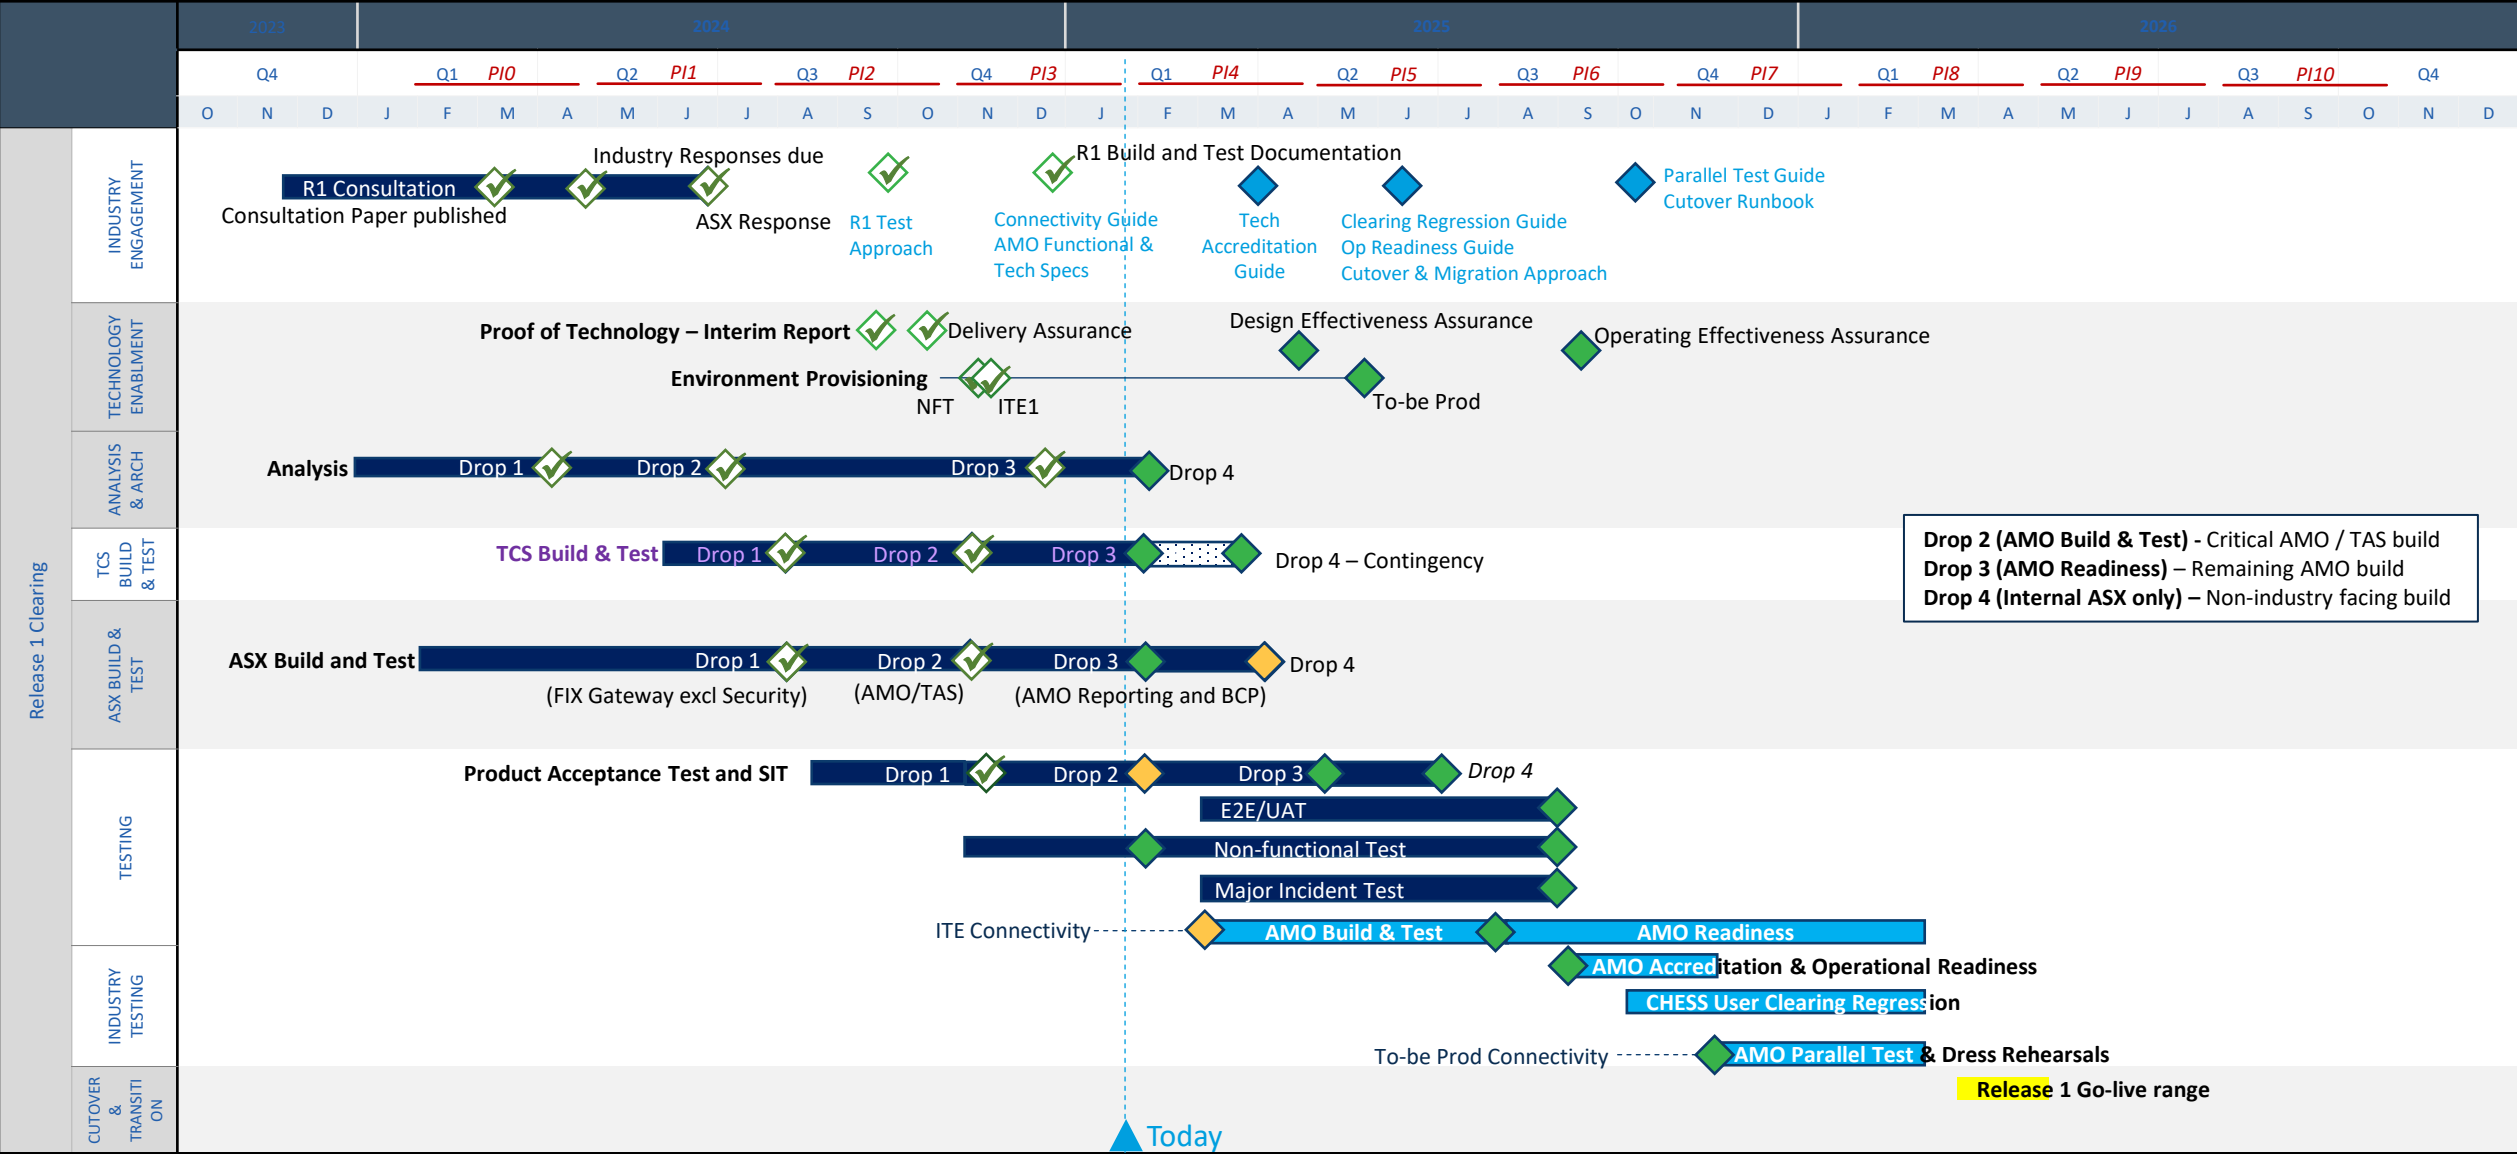 2023 2024 2025 2026
Q4 Q1 PI0 Q2 PI1 Q3 PI2 Q4 PI3 Q1 PI4 Q2 PI5 Q3 PI6 Q4 PI7 Q1 PI8 Q2 PI9 Q3 PI10 Q4
O N D J F M A M J J A S O N D J F M A M J J A S O N D J F M A M J J A S O N D
Release 1 Clearing
INDUSTRY
ENGAGEMENT
Industry Responses due
R1 Build and Test Documentation
R1 Consultation
Consultation Paper published
ASX Response
R1 Test
Approach
Connectivity Guide
AMO Functional &
Tech Specs
Tech
Accreditation
Guide
Clearing Regression Guide
Op Readiness Guide
Cutover & Migration Approach
Parallel Test Guide
Cutover Runbook
TECHNOLOGY
ENABLMENT
Proof of Technology – Interim Report
Delivery Assurance
Design Effectiveness Assurance
Operating Effectiveness Assurance
Environment Provisioning
NFT
ITE1
To-be Prod
ANALYSIS
& ARCH
Analysis
Drop 1
Drop 2
Drop 3
Drop 4
TCS
BUILD
& TEST
TCS Build & Test
Drop 1
Drop 2
Drop 3
Drop 4 – Contingency
Drop 2 (AMO Build & Test) - Critical AMO / TAS build
Drop 3 (AMO Readiness) – Remaining AMO build
Drop 4 (Internal ASX only) – Non-industry facing build
ASX BUILD &
TEST
ASX Build and Test
Drop 1
Drop 2
Drop 3
Drop 4
(FIX Gateway excl Security)
(AMO/TAS)
(AMO Reporting and BCP)
TESTING
Product Acceptance Test and SIT
Drop 1
Drop 2
Drop 3
Drop 4
E2E/UAT
Non-functional Test
Major Incident Test
ITE Connectivity
AMO Build & Test
AMO Readiness
INDUSTRY
TESTING
AMO Accreditation & Operational Readiness
CHESS User Clearing Regression
To-be Prod Connectivity
AMO Parallel Test & Dress Rehearsals
CUTOVER
&
TRANSITI
ON
Release 1 Go-live range
Today